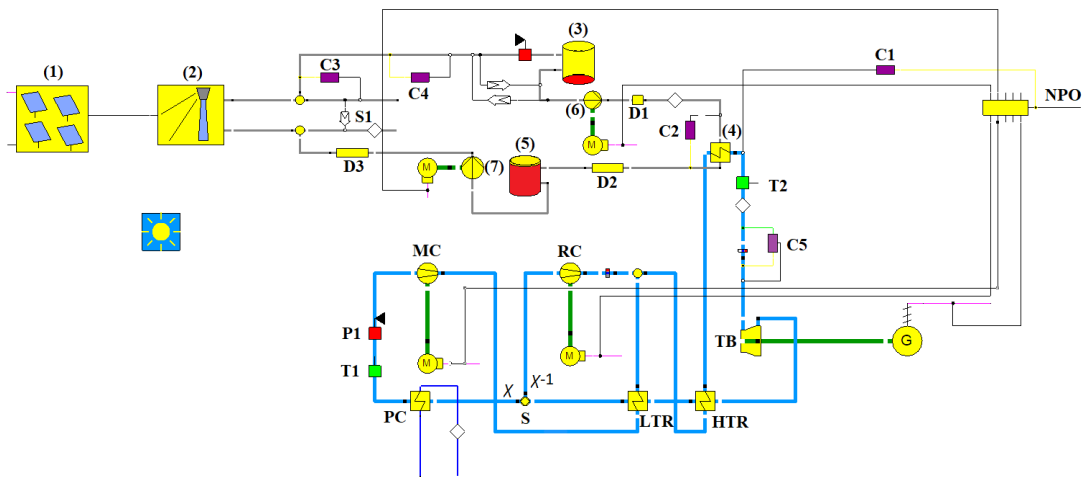 (1)
(2)
(3)
C1
C3
C4
NPO
S1
(6)
D1
C2
(4)
M
D3
M
(7)
(5)
D2
T2
C5
MC
RC
P1
TB
G
M
M
T1
X
X-1
PC
S
LTR
HTR